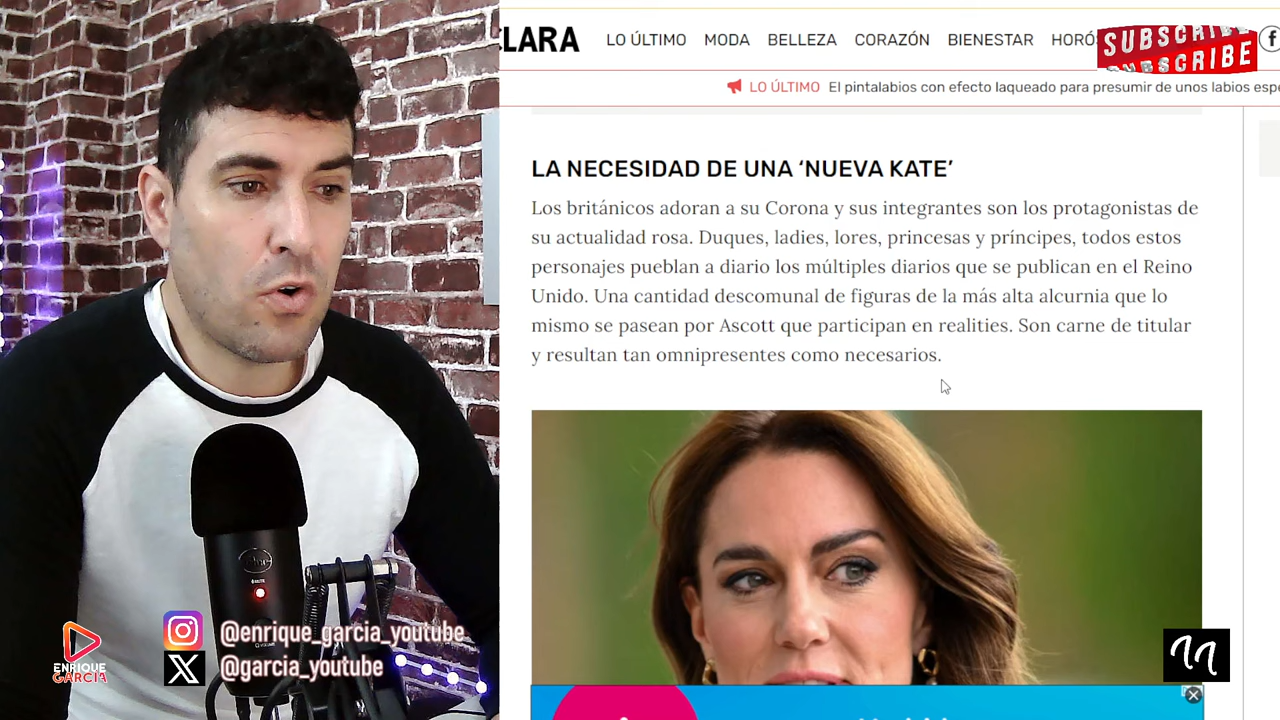 CLARA
LO ÚLTIMO MODA BELLEZA CORAZÓN BIENESTAR
SUBSCRIBE
SUBSCRIBE
LO ÚLTIMO El pintalabios con efecto laqueado para presumir de unos labios
LA NECESIDAD DE UNA ‘NUEVA KATE’
Los británicos adoran a su Corona y sus integrantes son los protagonistas de
su actualidad rosa. Duques, ladies, lores, princesas y príncipes, todos estos
personajes pueblan a diario los múltiples diarios que se publican en el Reino
Unido. Una cantidad descomunal de figuras de la más alta alcurnia que lo
mismo se pasean por Ascott que participan en realities. Son carne de titular
y resultan tan omnipresentes como necesarios.
blue
@enrique_garcia_youtube
@garcia_youtube
ENRIQUE
GARCIA